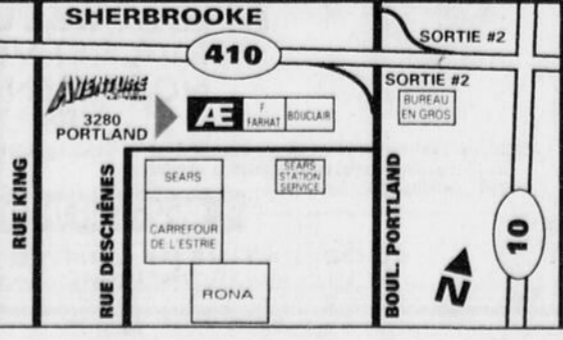 SHERBROOKE
410
SORTIE #2
SORTIE #2
AVENTURE
3280
PORTLAND
Æ
F.
FARHAT
BOUCLAIR
BUREAU
EN GROS
SEARS
SEARS
STATION
SERVICE
CARREFOUR
DE L'ESTRIE
RONA
RUE KING
RUE DESCHÊNES
BOUL. PORTLAND
10
N